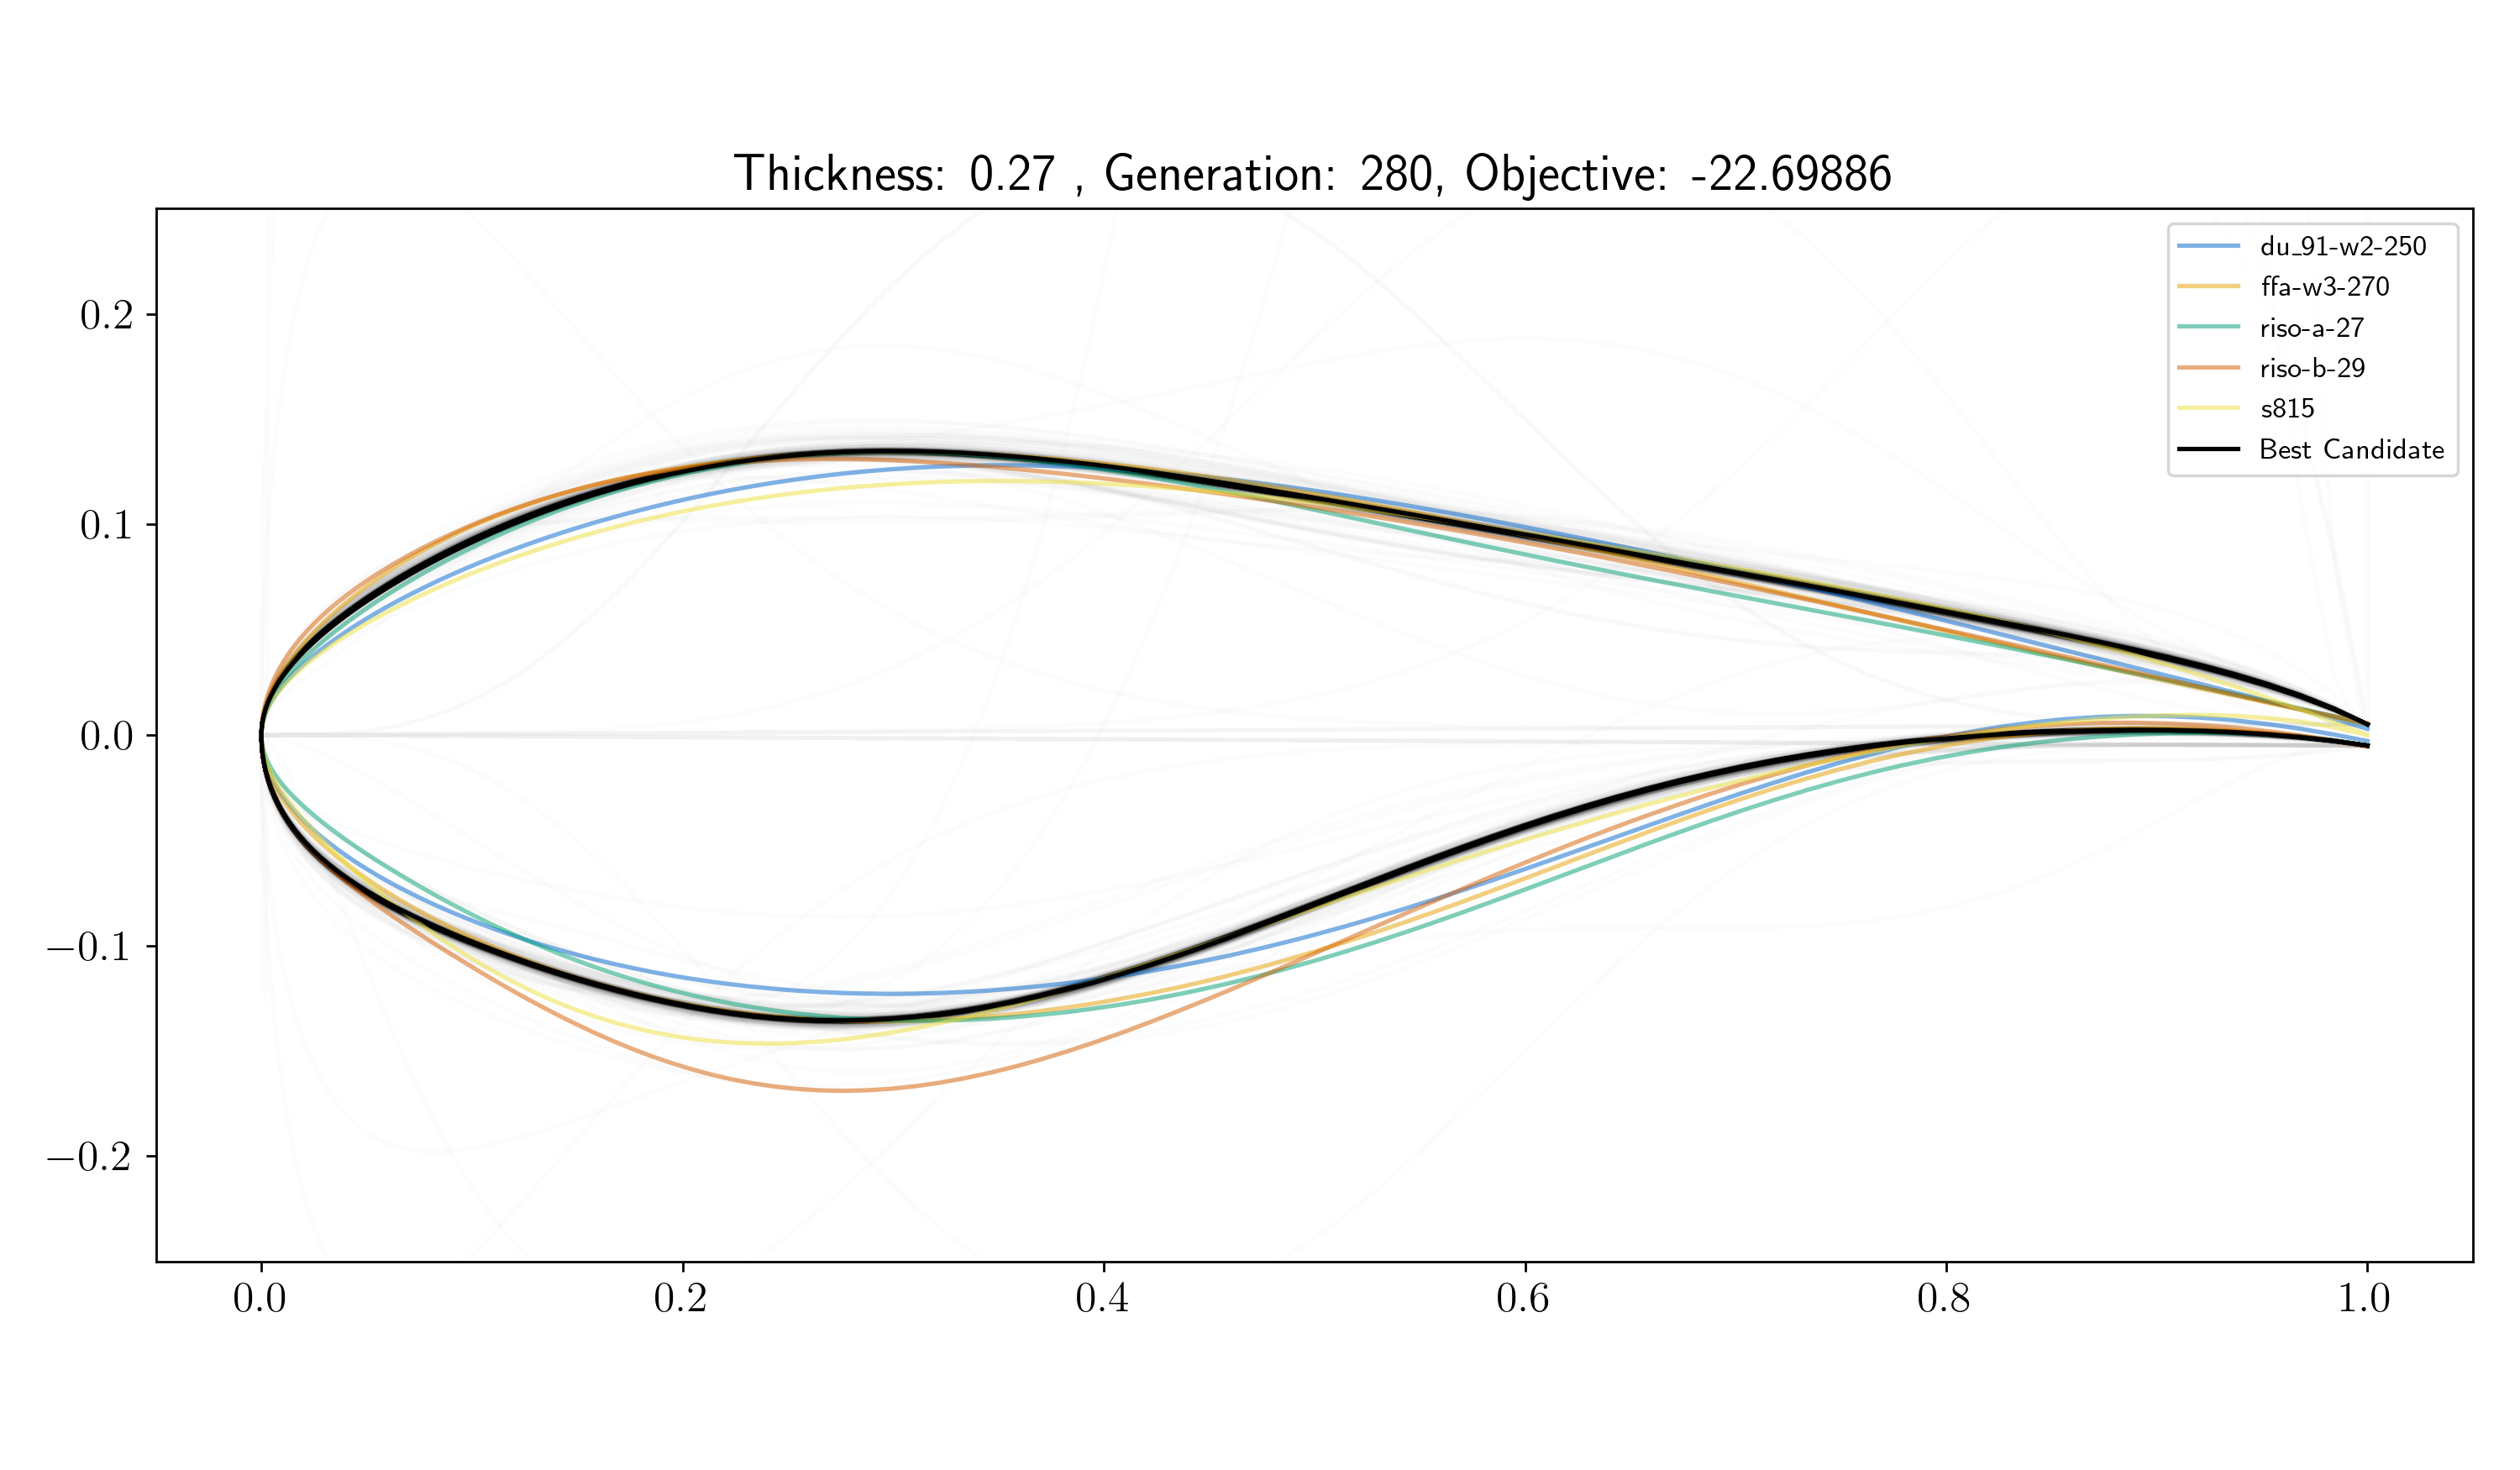 Thickness: 0.27 , Generation: 280, Objective: -22.69886
du_91-w2-250
ffa-w3-270
riso-a-27
riso-b-29
s815
Best Candidate
0.2
0.1
0.0
−0.1
−0.2
0.0 0.2 0.4 0.6 0.8 1.0